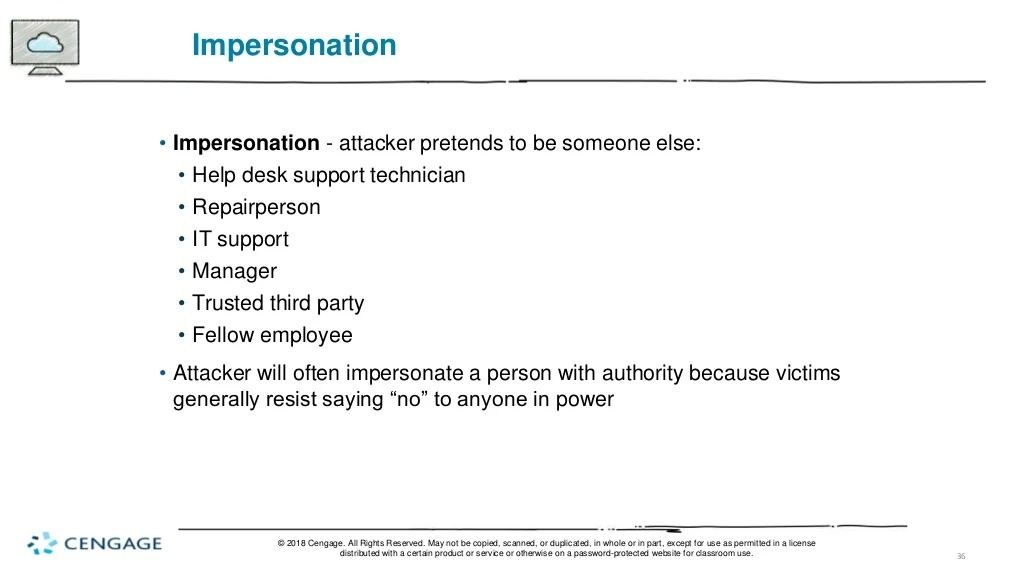 Impersonation
• Impersonation - attacker pretends to be someone else:
• Help desk support technician
• Repairperson
• IT support
• Manager
• Trusted third party
• Fellow employee
• Attacker will often impersonate a person with authority because victims
generally resist saying “no” to anyone in power
CENGAGE
© 2018 Cengage. All Rights Reserved. May not be copied, scanned, or duplicated, in whole or in part, except for use as permitted in a license
distributed with a certain product or service or otherwise on a password-protected website for classroom use.
36